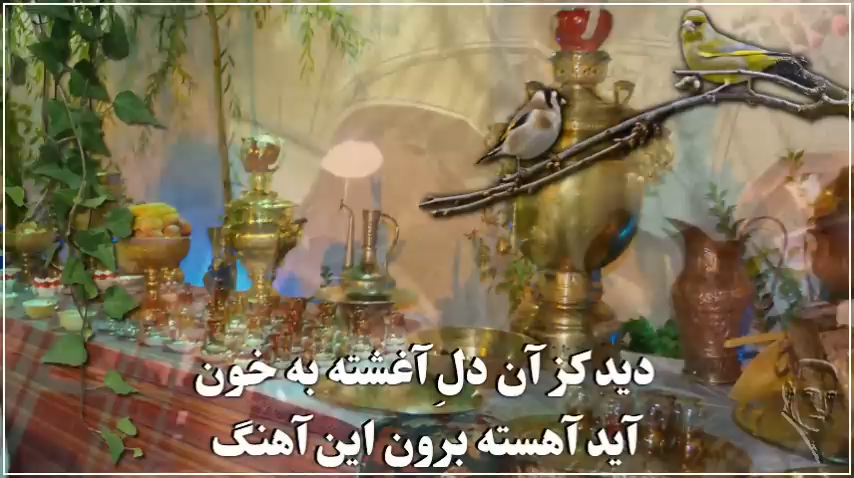 دید کز آن دلِ آغشته به خون
آید آهسته برون این آهنگ